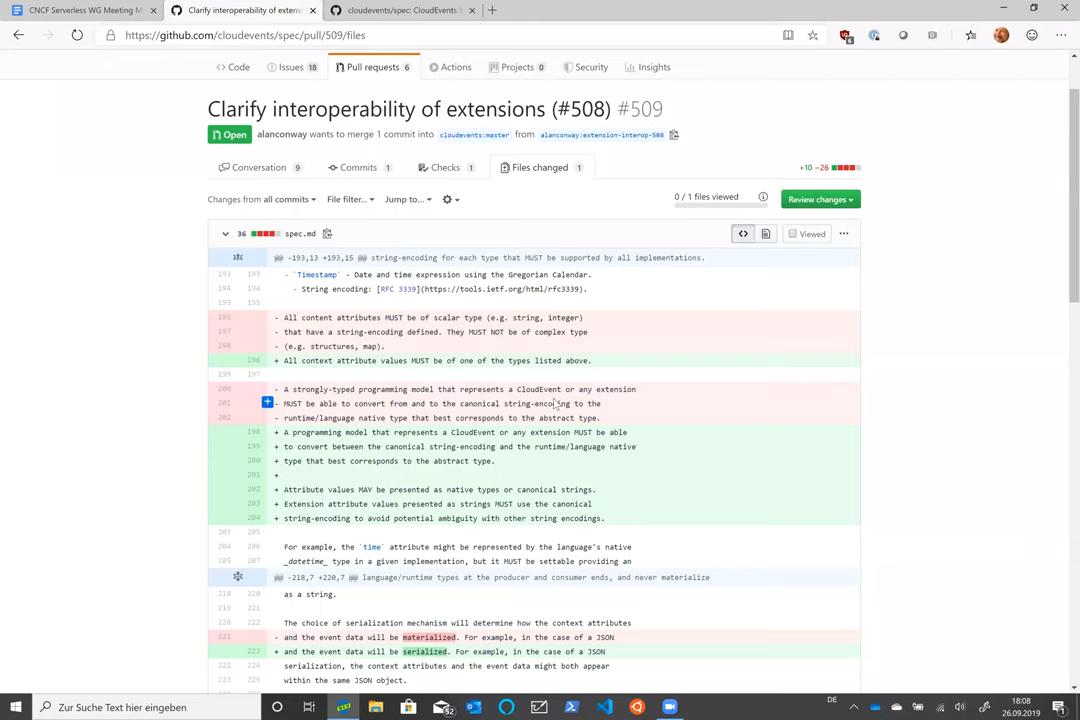 CNCF Serverless WG Meeting M
Clarify interoperability of extensi
cloudevents/spec: CloudEvents S
https://github.com/cloudevents/spec/pull/509/files
Code
Issues 18
Pull requests 6
Actions
Projects 0
Security
Insights
Clarify interoperability of extensions (#508) #509
Open alanconway wants to merge 1 commit into cloudevents:master from alanconway:extension-interop-508
Conversation 9
Commits 1
Checks 1
Files changed 1
+10 −26
Changes from all commits
File filter...
Jump to...
0 / 1 files viewed
Review changes
36 spec.md
Viewed
@@ -193,13 +193,15 @@ string-encoding for each type that MUST be supported by all implementations.
193 193 - `Timestamp` - Date and time expression using the Gregorian Calendar.
194 194 - String encoding: [RFC 3339](https://tools.ietf.org/html/rfc3339).
195 195
196 - All content attributes MUST be of scalar type (e.g. string, integer)
197 - that have a string-encoding defined. They MUST NOT be of complex type
198 - (e.g. structures, map).
196 + All context attribute values MUST be of one of the types listed above.
199 197
200 - A strongly-typed programming model that represents a CloudEvent or any extension
201 - MUST be able to convert from and to the canonical string-encoding to the
202 - runtime/language native type that best corresponds to the abstract type.
198 + A programming model that represents a CloudEvent or any extension MUST be able
199 + to convert between the canonical string-encoding and the runtime/language native
200 + type that best corresponds to the abstract type.
201 +
202 + Attribute values MAY be presented as native types or canonical strings.
203 + Extension attribute values presented as strings MUST use the canonical
204 + string-encoding to avoid potential ambiguity with other string encodings.
203 205
204 206 For example, the `time` attribute might be represented by the language's native
205 207 _datetime_ type in a given implementation, but it MUST be settable providing an
@@ -218,7 +220,7 @@ language/runtime types at the producer and consumer ends, and never materialize
218 220 as a string.
219 221
220 222 The choice of serialization mechanism will determine how the context attributes
221 - and the event data will be materialized. For example, in the case of a JSON
223 + and the event data will be serialized. For example, in the case of a JSON
222 224 serialization, the context attributes and the event data might both appear
223 225 within the same JSON object.
Zur Suche Text hier eingeben
52
DE
18:08
26.09.2019